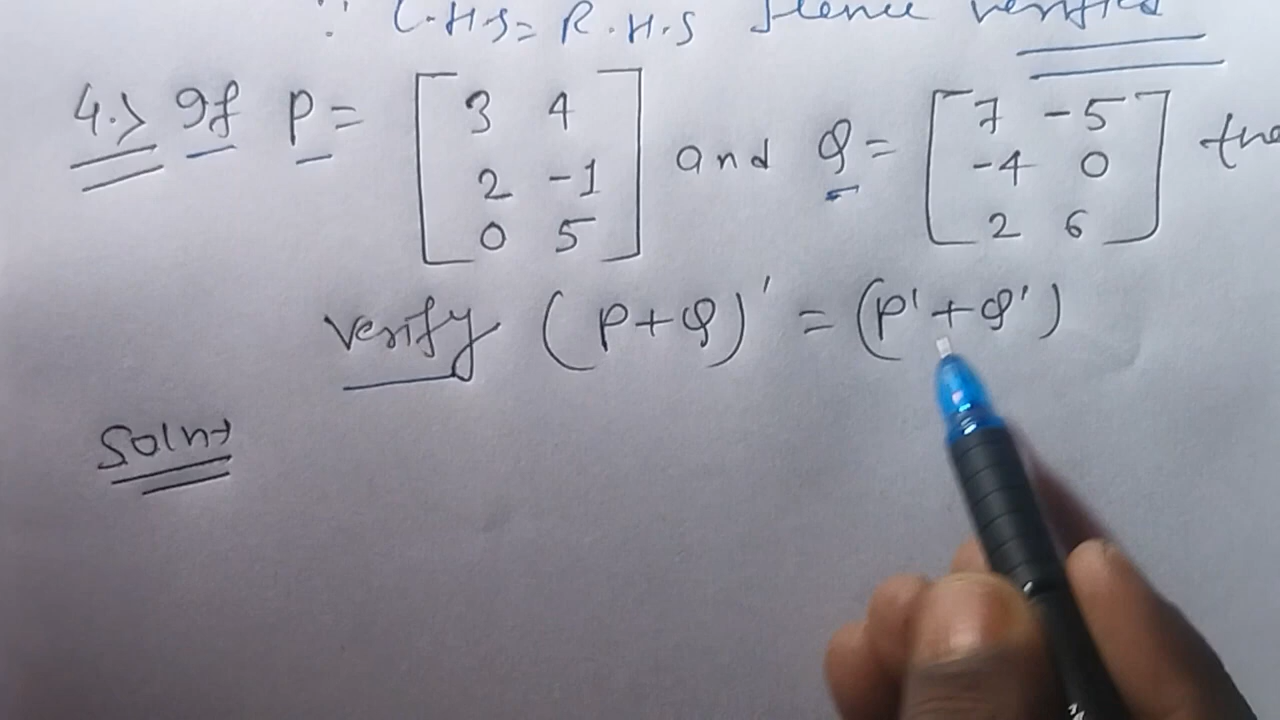 ∵ L.H.S = R.H.S Hence verified
4.> If P = [ 3 4 2 -1 0 5 ] and Q = [ 7 -5 -4 0 2 6 ]
verify (P+Q)' = (P'+Q')
Soln→